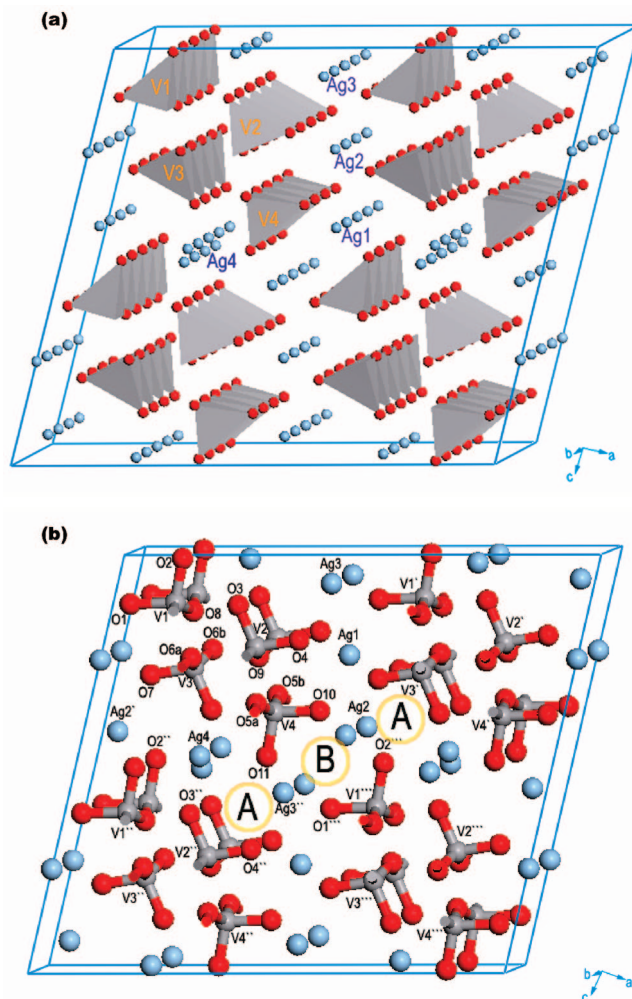 (a)
V1
Ag3
V2
V3
Ag2
V4
Ag1
Ag4
b
a
c
(b)
O2
O3
Ag3
V1`
O1
V1
O8
V2
Ag1
V2`
O6b
O6a
O4
O7
V3
O9
V3`
O5b
O10
Ag2`
O5a
V4
Ag2
A
V4`
O2``
Ag4
O11
B
O2```
O3``
V1```
V1``
A
Ag3``
O1```
V2``
O4``
V2```
V3``
V3```
V4``
V4```
b
a
c